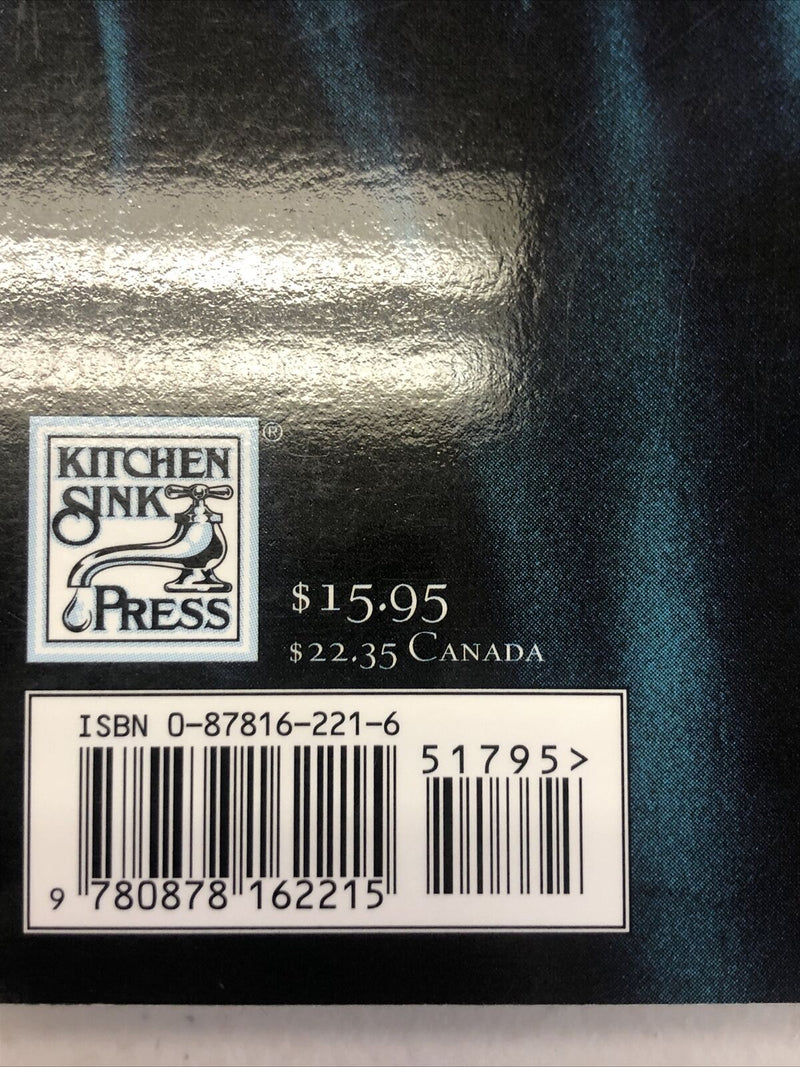 KITCHEN
SINK
PRESS
®
$15.95
$22.35 CANADA
ISBN 0-87816-221-6
51795>
9 780878 162215